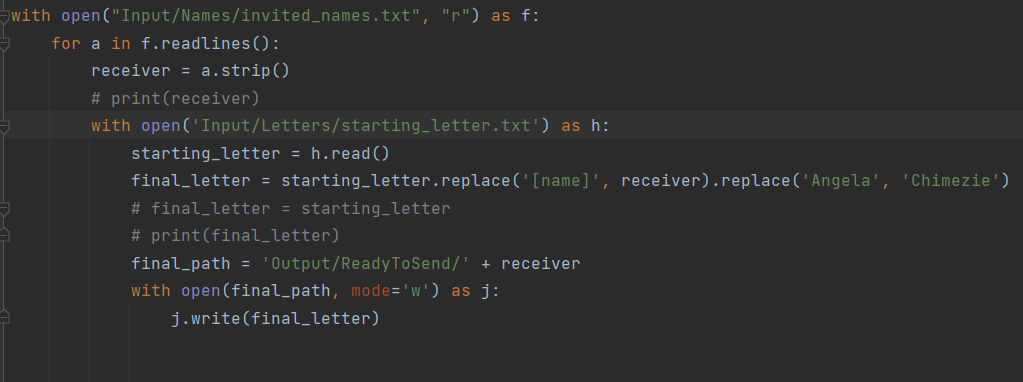 with open("Input/Names/invited_names.txt", "r") as f:
    for a in f.readlines():
        receiver = a.strip()
        # print(receiver)
        with open('Input/Letters/starting_letter.txt') as h:
            starting_letter = h.read()
            final_letter = starting_letter.replace('[name]', receiver).replace('Angela', 'Chimezie')
            # final_letter = starting_letter
            # print(final_letter)
            final_path = 'Output/ReadyToSend/' + receiver
            with open(final_path, mode='w') as j:
                j.write(final_letter)